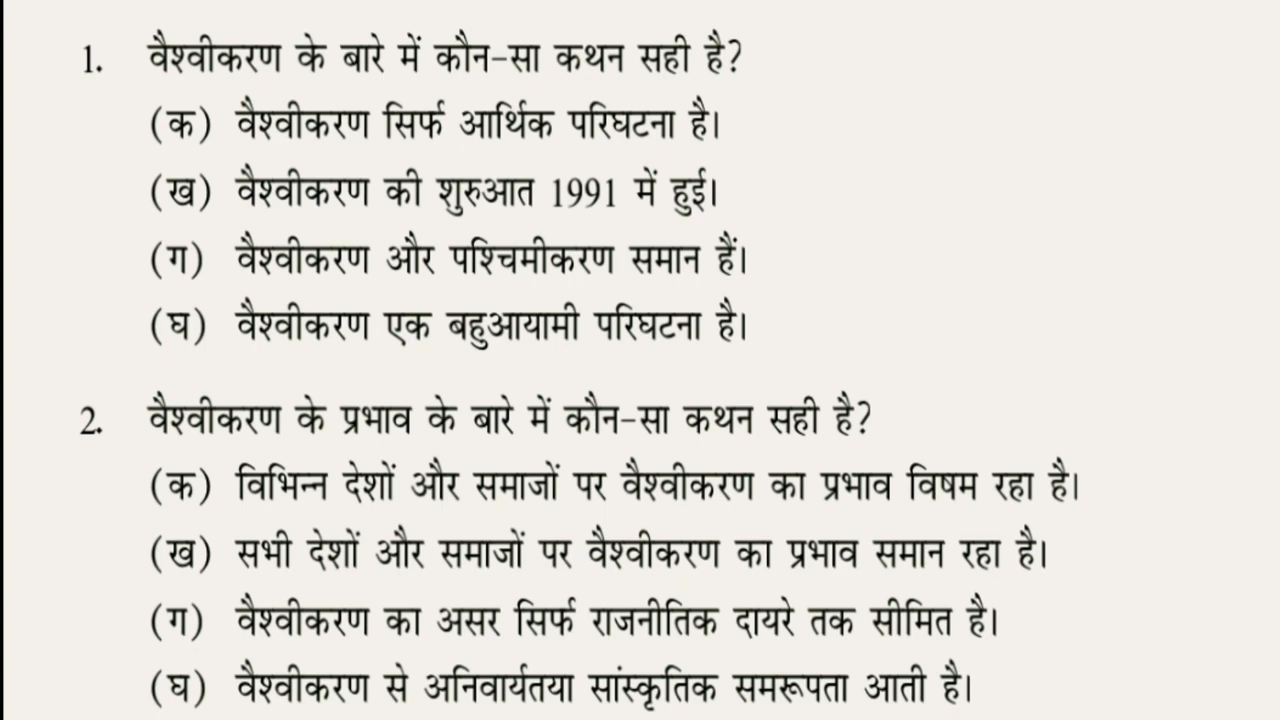 1. वैश्वीकरण के बारे में कौन-सा कथन सही है?
(क) वैश्वीकरण सिर्फ आर्थिक परिघटना है।
(ख) वैश्वीकरण की शुरुआत 1991 में हुई।
(ग) वैश्वीकरण और पश्चिमीकरण समान हैं।
(घ) वैश्वीकरण एक बहुआयामी परिघटना है।
2. वैश्वीकरण के प्रभाव के बारे में कौन-सा कथन सही है?
(क) विभिन्न देशों और समाजों पर वैश्वीकरण का प्रभाव विषम रहा है।
(ख) सभी देशों और समाजों पर वैश्वीकरण का प्रभाव समान रहा है।
(ग) वैश्वीकरण का असर सिर्फ राजनीतिक दायरे तक सीमित है।
(घ) वैश्वीकरण से अनिवार्यतया सांस्कृतिक समरूपता आती है।